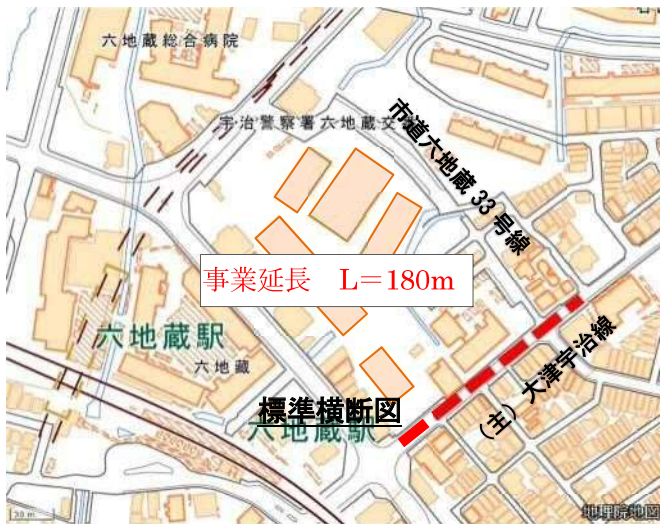 六地蔵総合病院
宇治警察署六地蔵交
市道六地蔵33号線
事業延長　L＝180m
六地蔵駅
六地蔵
標準横断図
六地蔵駅
(主) 大津宇治線
30m
地理院地図